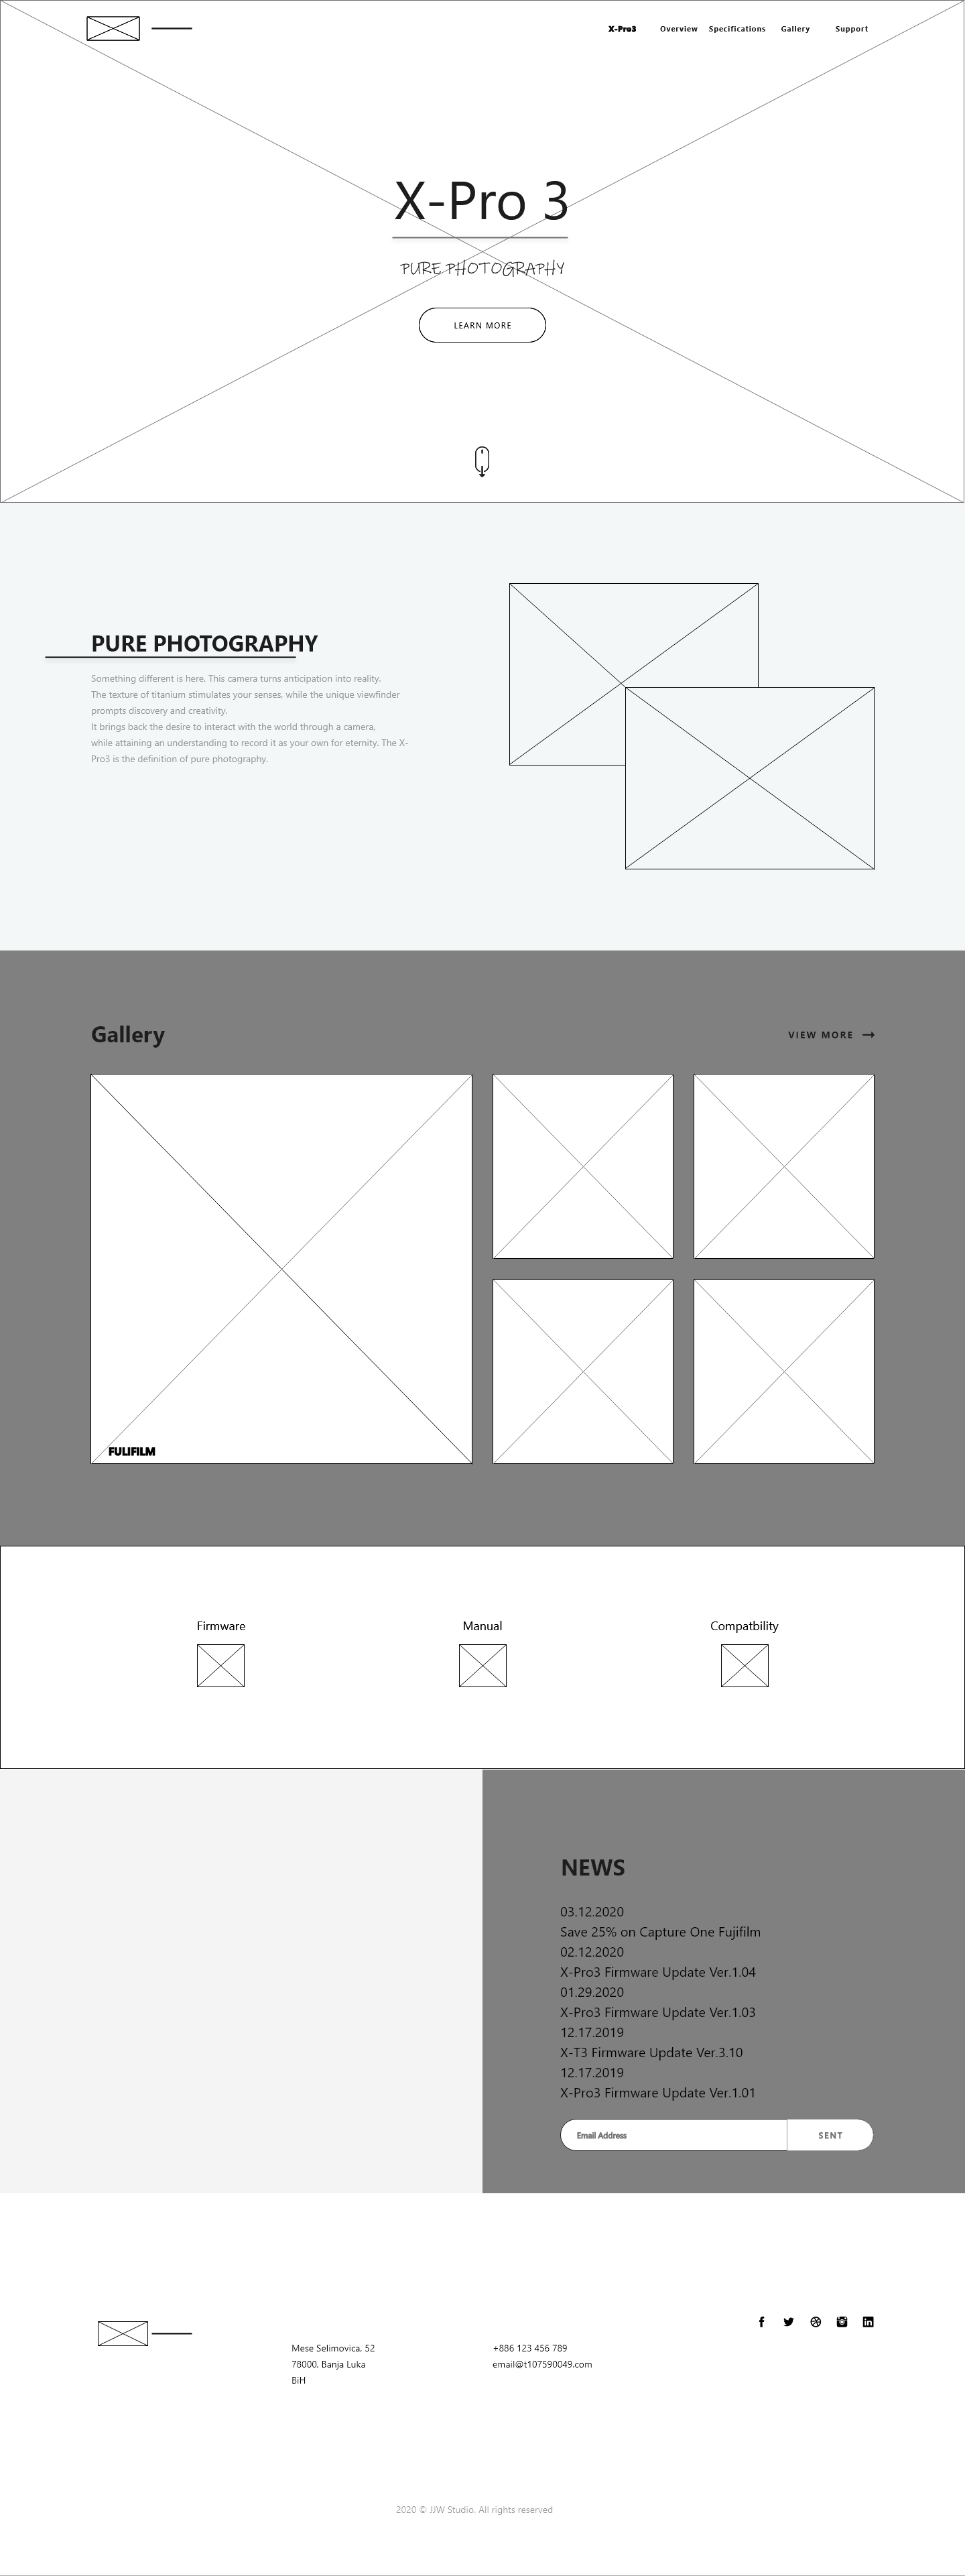 X-Pro3 Overview Specifications Gallery Support
X-Pro 3
PURE PHOTOGRAPHY
LEARN MORE
PURE PHOTOGRAPHY
Something different is here. This camera turns anticipation into reality.
The texture of titanium stimulates your senses, while the unique viewfinder
prompts discovery and creativity.
It brings back the desire to interact with the world through a camera,
while attaining an understanding to record it as your own for eternity. The X-
Pro3 is the definition of pure photography.
Gallery
VIEW MORE
FULIFILM
Firmware Manual Compatbility
NEWS
03.12.2020
Save 25% on Capture One Fujifilm
02.12.2020
X-Pro3 Firmware Update Ver.1.04
01.29.2020
X-Pro3 Firmware Update Ver.1.03
12.17.2019
X-T3 Firmware Update Ver.3.10
12.17.2019
X-Pro3 Firmware Update Ver.1.01
Email Address SENT
Mese Selimovica, 52
78000, Banja Luka
BiH
+886 123 456 789
email@t107590049.com
2020 © JJW Studio. All rights reserved